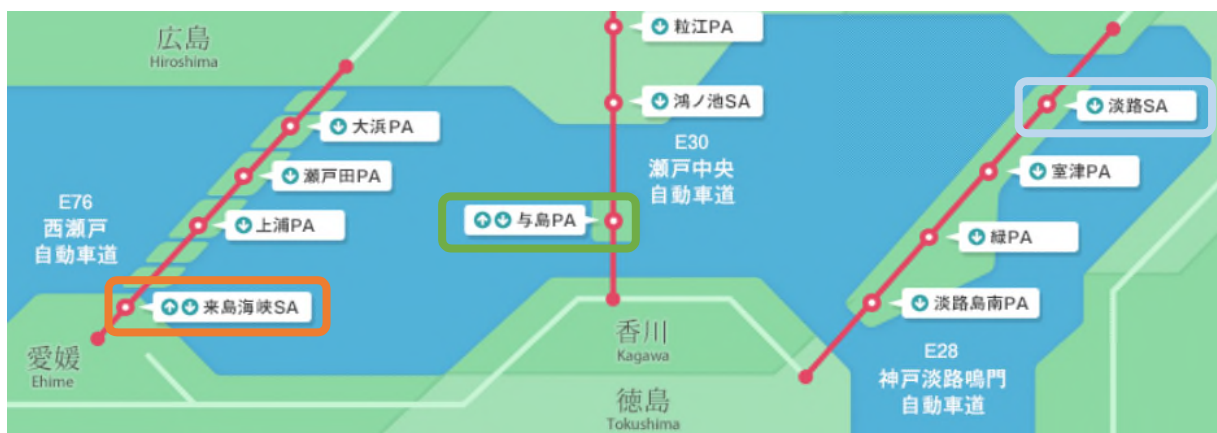 広島
Hiroshima
大浜PA
瀬戸田PA
上浦PA
来島海峡SA
E76
西瀬戸
自動車道
愛媛
Ehime
粒江PA
鴻ノ池SA
与島PA
E30
瀬戸中央
自動車道
香川
Kagawa
徳島
Tokushima
淡路SA
室津PA
緑PA
淡路島南PA
E28
神戸淡路鳴門
自動車道